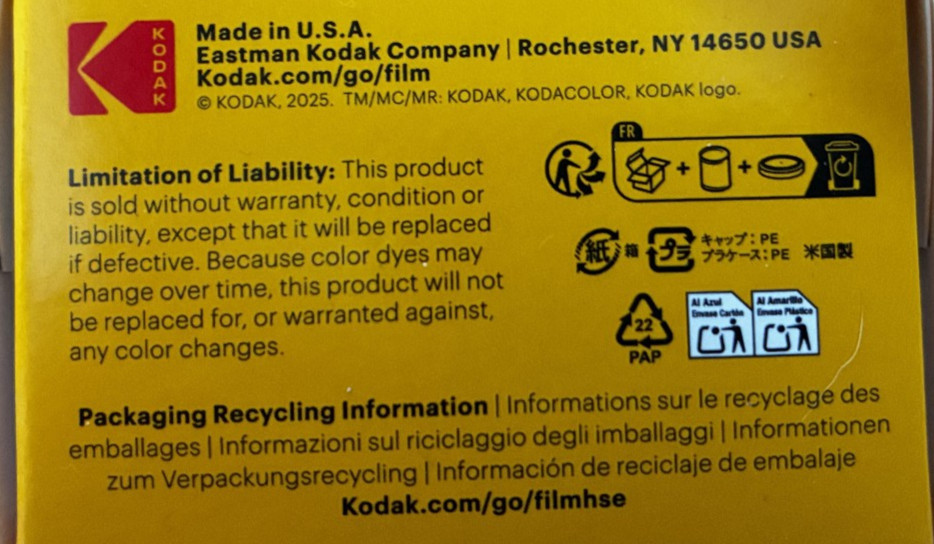 KODAK
Made in U.S.A.
Eastman Kodak Company | Rochester, NY 14650 USA
Kodak.com/go/film
© KODAK, 2025. TM/MC/MR: KODAK, KODACOLOR, KODAK logo.
Limitation of Liability: This product
is sold without warranty, condition or
liability, except that it will be replaced
if defective. Because color dyes may
change over time, this product will not
be replaced for, or warranted against,
any color changes.
FR
+ +
紙 箱 プラ キャップ：PE
プラケース：PE 米国製
22
PAP
Al Azul
Envase Cartón
Al Amarillo
Envase Plástico
Packaging Recycling Information | Informations sur le recyclage des
emballages | Informazioni sul riciclaggio degli imballaggi | Informationen
zum Verpackungsrecycling | Información de reciclaje de embalaje
Kodak.com/go/filmhse